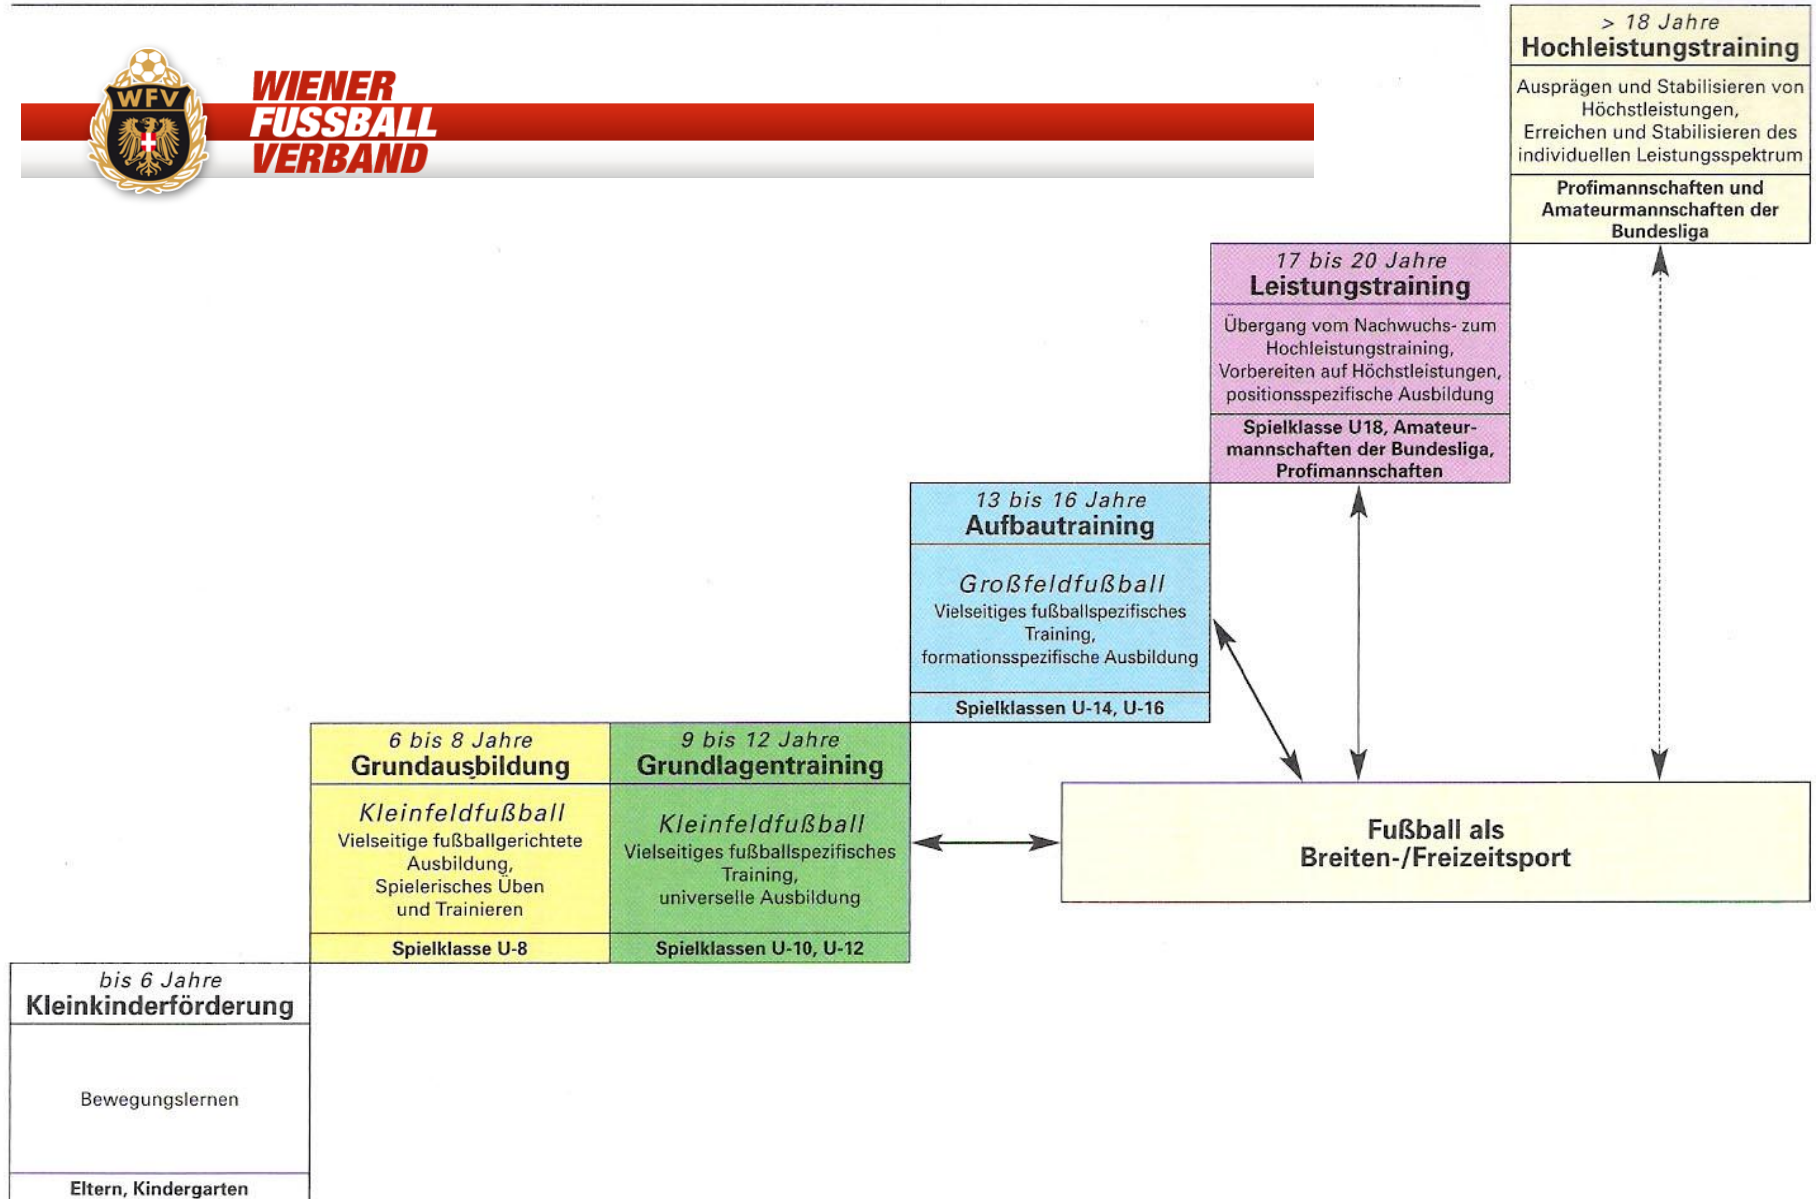 WFV
WIENER
FUSSBALL
VERBAND
> 18 Jahre
Hochleistungstraining
Ausprägen und Stabilisieren von
Höchstleistungen,
Erreichen und Stabilisieren des
individuellen Leistungsspektrum
Profimannschaften und
Amateurmannschaften der
Bundesliga
17 bis 20 Jahre
Leistungstraining
Übergang vom Nachwuchs- zum
Hochleistungstraining,
Vorbereiten auf Höchstleistungen,
positionsspezifische Ausbildung
Spielklasse U18, Amateur-
mannschaften der Bundesliga,
Profimannschaften
13 bis 16 Jahre
Aufbautraining
Großfeldfußball
Vielseitiges fußballspezifisches
Training,
formationsspezifische Ausbildung
Spielklassen U-14, U-16
6 bis 8 Jahre
Grundausbildung
Kleinfeldfußball
Vielseitige fußballgerichtete
Ausbildung,
Spielerisches Üben
und Trainieren
Spielklasse U-8
9 bis 12 Jahre
Grundlagentraining
Kleinfeldfußball
Vielseitiges fußballspezifisches
Training,
universelle Ausbildung
Spielklassen U-10, U-12
Fußball als
Breiten-/Freizeitsport
bis 6 Jahre
Kleinkinderförderung
Bewegungslernen
Eltern, Kindergarten